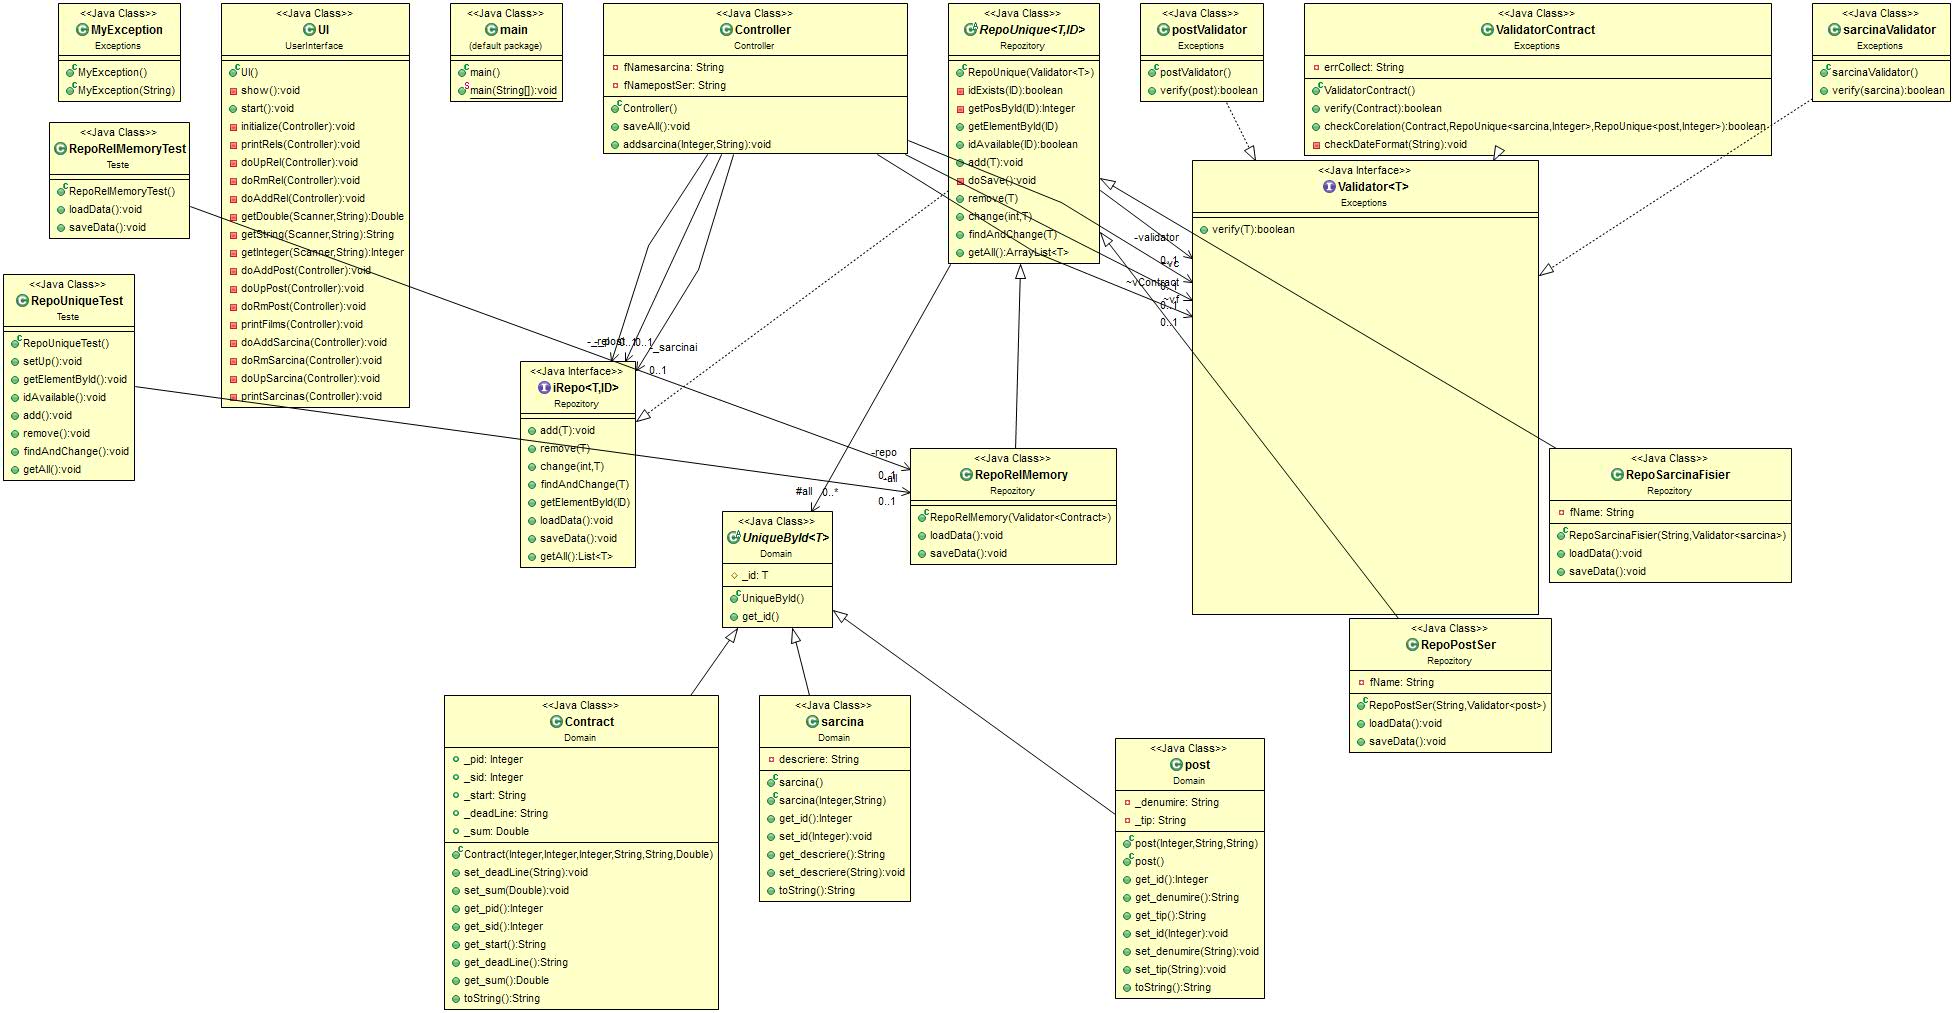 <<Java Class>>
MyException
Exceptions
MyException()
MyException(String)
<<Java Class>>
UI
UserInterface
UI()
show():void
start():void
initialize(Controller):void
printRels(Controller):void
doUpRel(Controller):void
doRmRel(Controller):void
doAddRel(Controller):void
getDouble(Scanner,String):Double
getString(Scanner,String):String
getInteger(Scanner,String):Integer
doAddPost(Controller):void
doUpPost(Controller):void
doRmPost(Controller):void
printFilms(Controller):void
doAddSarcina(Controller):void
doRmSarcina(Controller):void
doUpSarcina(Controller):void
printSarcinas(Controller):void
<<Java Class>>
main
(default package)
main()
main(String[]):void
<<Java Class>>
Controller
Controller
fNamesarcina: String
fNamepostSer: String
Controller()
saveAll():void
addsarcina(Integer,String):void
<<Java Class>>
RepoUnique<T,ID>
Repozitory
RepoUnique(Validator<T>)
idExists(ID):boolean
getPosById(ID):Integer
getElementById(ID)
idAvailable(ID):boolean
add(T):void
doSave():void
remove(T)
change(int,T)
findAndChange(T)
getAll():ArrayList<T>
<<Java Class>>
postValidator
Exceptions
postValidator()
verify(post):boolean
<<Java Class>>
ValidatorContract
Exceptions
errCollect: String
ValidatorContract()
verify(Contract):boolean
checkCorelation(Contract,RepoUnique<sarcina,Integer>,RepoUnique<post,Integer>):boolean
checkDateFormat(String):void
<<Java Class>>
sarcinaValidator
Exceptions
sarcinaValidator()
verify(sarcina):boolean
<<Java Class>>
RepoRelMemoryTest
Teste
RepoRelMemoryTest()
loadData():void
saveData():void
<<Java Interface>>
Validator<T>
Exceptions
verify(T):boolean
-validator
0..1
~vc
~vContract
0..1
~vf
0..1
0..1
<<Java Class>>
RepoUniqueTest
Teste
RepoUniqueTest()
setUp():void
getElementById():void
idAvailable():void
add():void
remove():void
findAndChange():void
getAll():void
0..1
-_sarcinai
0..1
<<Java Interface>>
iRepo<T,ID>
Repozitory
add(T):void
remove(T)
change(int,T)
findAndChange(T)
getElementById(ID)
loadData():void
saveData():void
getAll():List<T>
-repo
0..1
-all
0..1
#all
0..*
<<Java Class>>
RepoRelMemory
Repozitory
RepoRelMemory(Validator<Contract>)
loadData():void
saveData():void
<<Java Class>>
RepoSarcinaFisier
Repozitory
fName: String
RepoSarcinaFisier(String,Validator<sarcina>)
loadData():void
saveData():void
<<Java Class>>
UniqueById<T>
Domain
_id: T
UniqueById()
get_id()
<<Java Class>>
RepoPostSer
Repozitory
fName: String
RepoPostSer(String,Validator<post>)
loadData():void
saveData():void
<<Java Class>>
Contract
Domain
_pid: Integer
_sid: Integer
_start: String
_deadLine: String
_sum: Double
Contract(Integer,Integer,Integer,String,String,Double)
set_deadLine(String):void
set_sum(Double):void
get_pid():Integer
get_sid():Integer
get_start():String
get_deadLine():String
get_sum():Double
toString():String
<<Java Class>>
sarcina
Domain
descriere: String
sarcina()
sarcina(Integer,String)
get_id():Integer
set_id(Integer):void
get_descriere():String
set_descriere(String):void
toString():String
<<Java Class>>
post
Domain
_denumire: String
_tip: String
post(Integer,String,String)
post()
get_id():Integer
get_denumire():String
get_tip():String
set_id(Integer):void
set_denumire(String):void
set_tip(String):void
toString():String